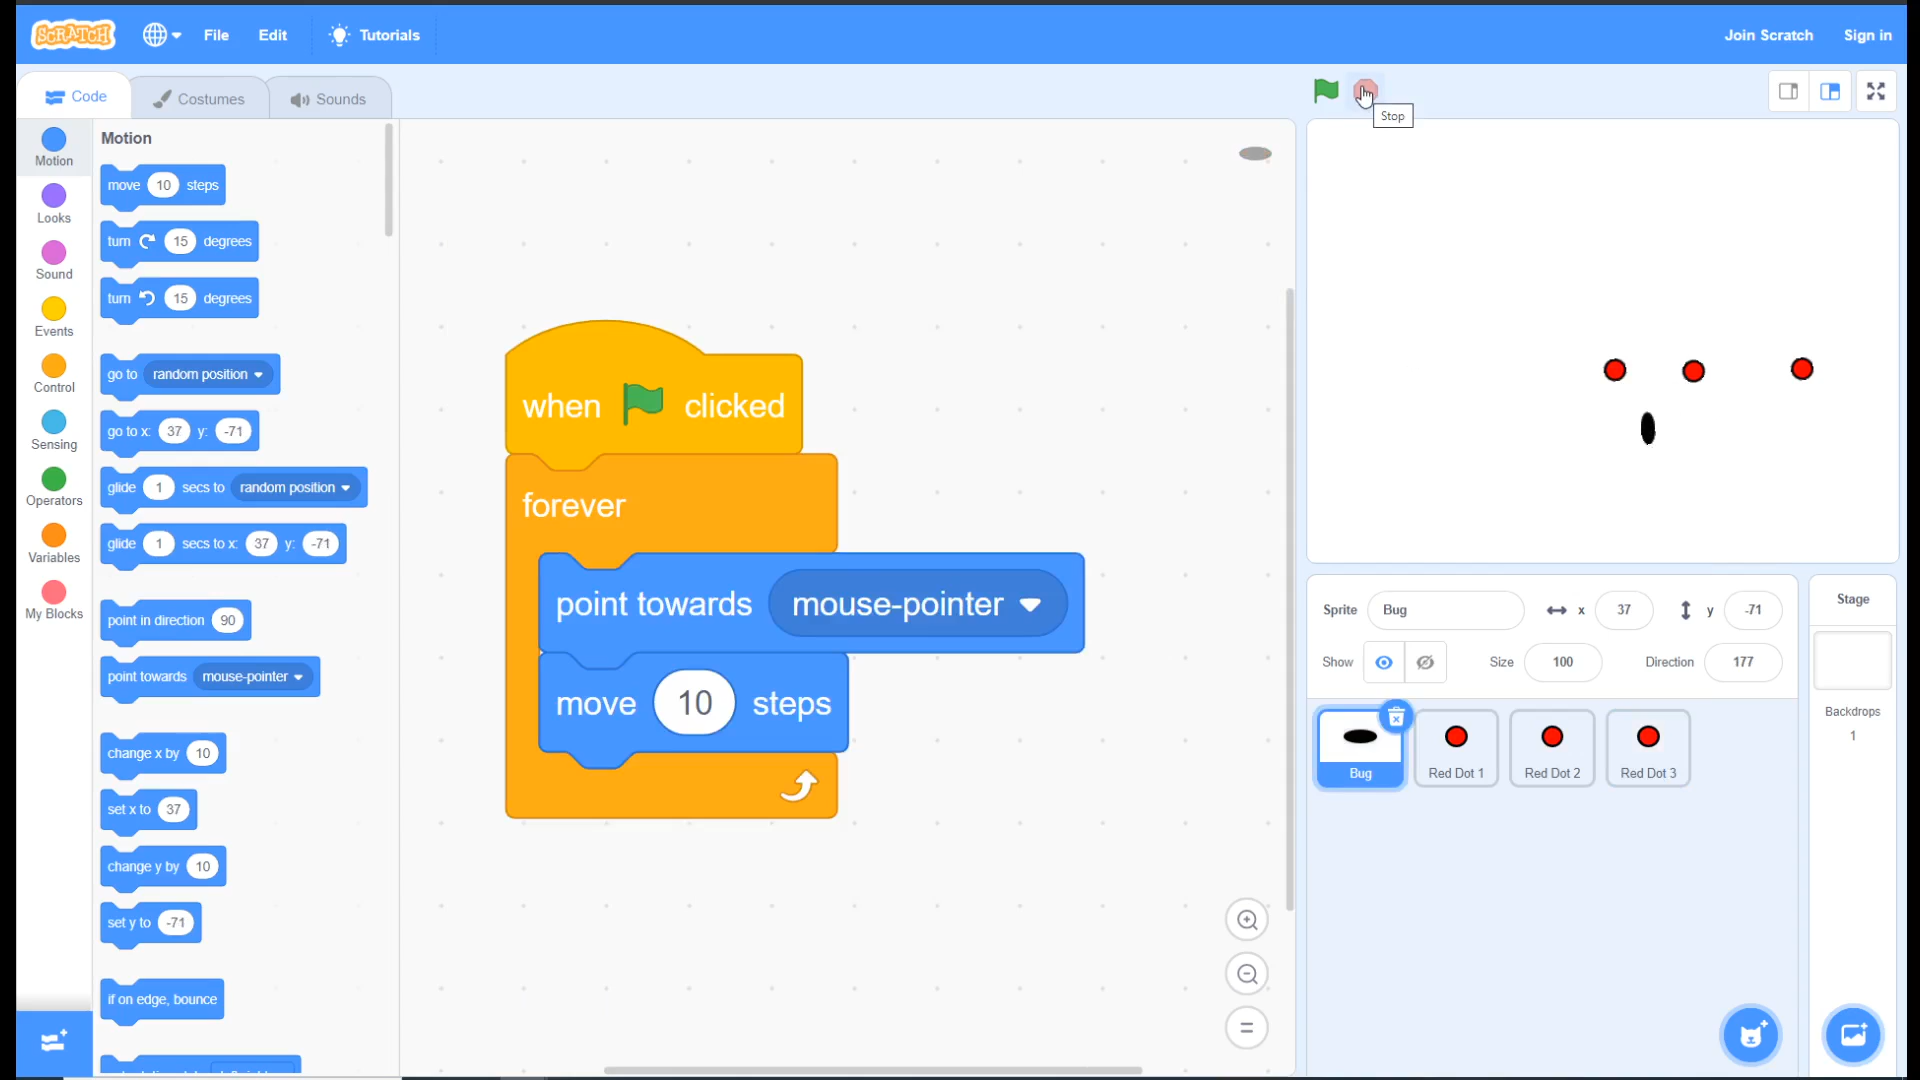 SCRATCH File Edit Tutorials Join Scratch Sign in
Code Costumes Sounds
Stop
Motion
Looks
Sound
Events
Control
Sensing
Operators
Variables
My Blocks
Motion
move 10 steps
turn 15 degrees
turn 15 degrees
go to random position
go to x: 37 y: -71
glide 1 secs to random position
glide 1 secs to x: 37 y: -71
point in direction 90
point towards mouse-pointer
change x by 10
set x to 37
change y by 10
set y to -71
if on edge, bounce
when clicked
forever
point towards mouse-pointer
move 10 steps
Sprite Bug x 37 y -71
Show Size 100 Direction 177
Bug Red Dot 1 Red Dot 2 Red Dot 3
Stage
Backdrops
1